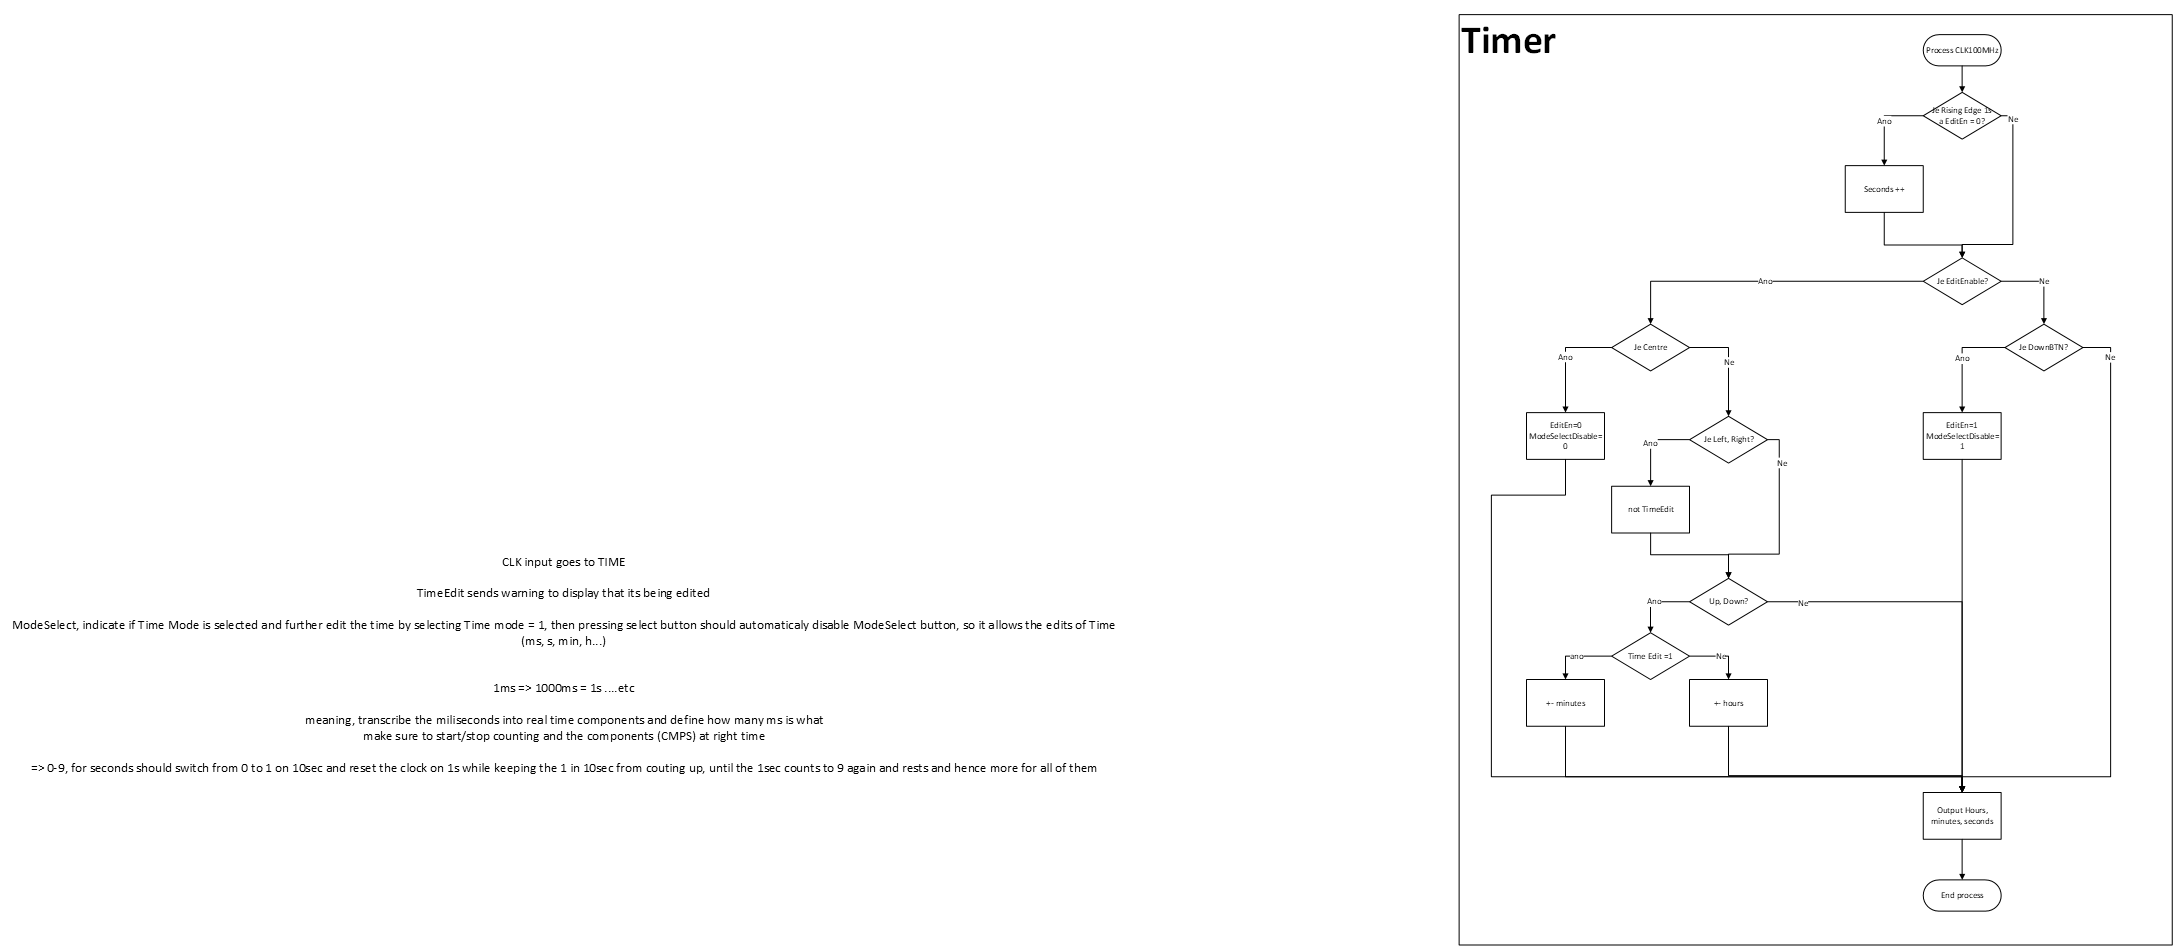 CLK input goes to TIME
TimeEdit sends warning to display that its being edited
ModeSelect, indicate if Time Mode is selected and further edit the time by selecting Time mode = 1, then pressing select button should automaticaly disable ModeSelect button, so it allows the edits of Time
(ms, s, min, h...)
1ms => 1000ms = 1s ....etc
meaning, transcribe the miliseconds into real time components and define how many ms is what
make sure to start/stop counting and the components (CMPS) at right time
=> 0-9, for seconds should switch from 0 to 1 on 10sec and reset the clock on 1s while keeping the 1 in 10sec from couting up, until the 1sec counts to 9 again and rests and hence more for all of them
Timer
Process CLK100MHz
Je Rising Edge 1s
a EditEn = 0?
Ano
Ne
Seconds ++
Je EditEnable?
Ano
Ne
Je Centre
Ano
Ne
Je DownBTN?
Ano
Ne
EditEn=0
ModeSelectDisable=
0
Je Left, Right?
Ano
Ne
EditEn=1
ModeSelectDisable=
1
not TimeEdit
Up, Down?
Ano
Ne
Time Edit =1
ano
Ne
+- minutes
+- hours
Output Hours,
minutes, seconds
End process